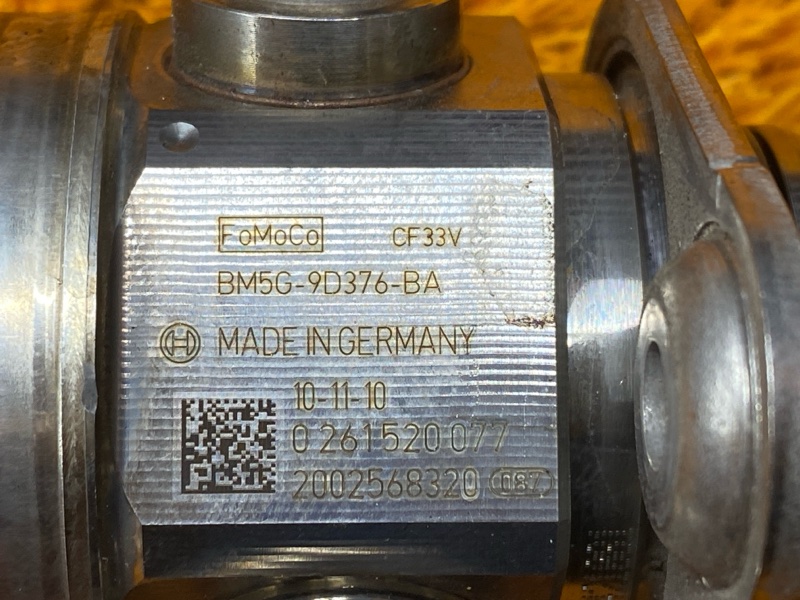 FoMoCo CF33V
BM5G-9D376-BA
MADE IN GERMANY
10-11-10
0 261 520 077
2002568320 087